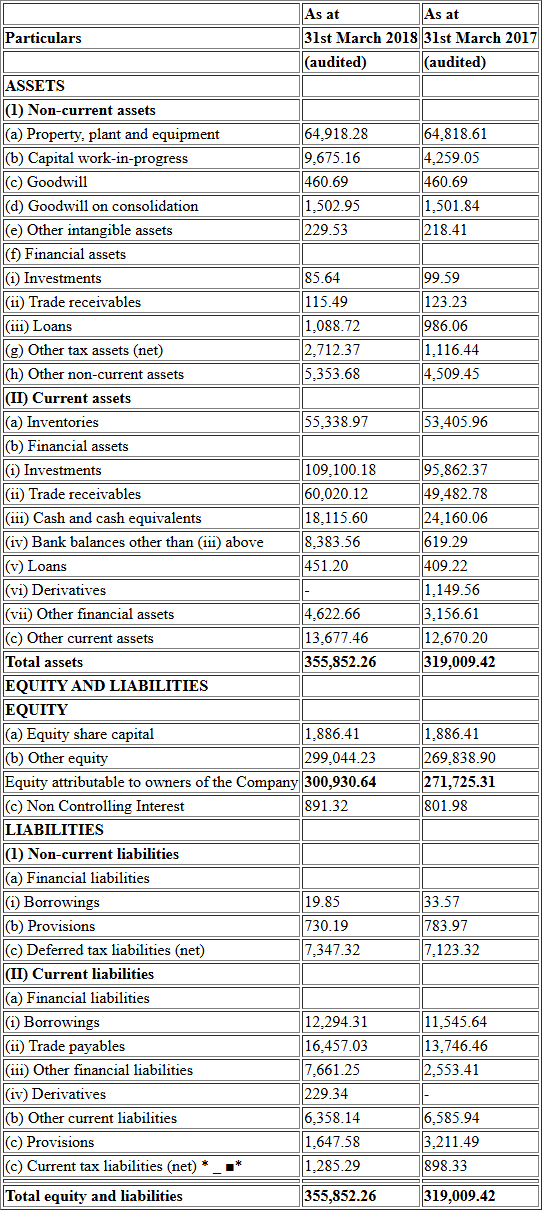 As at As at
Particulars 31st March 2018 31st March 2017
(audited) (audited)
ASSETS
(1) Non-current assets
(a) Property, plant and equipment 64,918.28 64,818.61
(b) Capital work-in-progress 9,675.16 4,259.05
(c) Goodwill 460.69 460.69
(d) Goodwill on consolidation 1,502.95 1,501.84
(e) Other intangible assets 229.53 218.41
(f) Financial assets
(i) Investments 85.64 99.59
(ii) Trade receivables 115.49 123.23
(iii) Loans 1,088.72 986.06
(g) Other tax assets (net) 2,712.37 1,116.44
(h) Other non-current assets 5,353.68 4,509.45
(II) Current assets
(a) Inventories 55,338.97 53,405.96
(b) Financial assets
(i) Investments 109,100.18 95,862.37
(ii) Trade receivables 60,020.12 49,482.78
(iii) Cash and cash equivalents 18,115.60 24,160.06
(iv) Bank balances other than (iii) above 8,383.56 619.29
(v) Loans 451.20 409.22
(vi) Derivatives - 1,149.56
(vii) Other financial assets 4,622.66 3,156.61
(c) Other current assets 13,677.46 12,670.20
Total assets 355,852.26 319,009.42
EQUITY AND LIABILITIES
EQUITY
(a) Equity share capital 1,886.41 1,886.41
(b) Other equity 299,044.23 269,838.90
Equity attributable to owners of the Company 300,930.64 271,725.31
(c) Non Controlling Interest 891.32 801.98
LIABILITIES
(1) Non-current liabilities
(a) Financial liabilities
(i) Borrowings 19.85 33.57
(b) Provisions 730.19 783.97
(c) Deferred tax liabilities (net) 7,347.32 7,123.32
(II) Current liabilities
(a) Financial liabilities
(i) Borrowings 12,294.31 11,545.64
(ii) Trade payables 16,457.03 13,746.46
(iii) Other financial liabilities 7,661.25 2,553.41
(iv) Derivatives 229.34 -
(b) Other current liabilities 6,358.14 6,585.94
(c) Provisions 1,647.58 3,211.49
(c) Current tax liabilities (net) * _ ■* 1,285.29 898.33
Total equity and liabilities 355,852.26 319,009.42